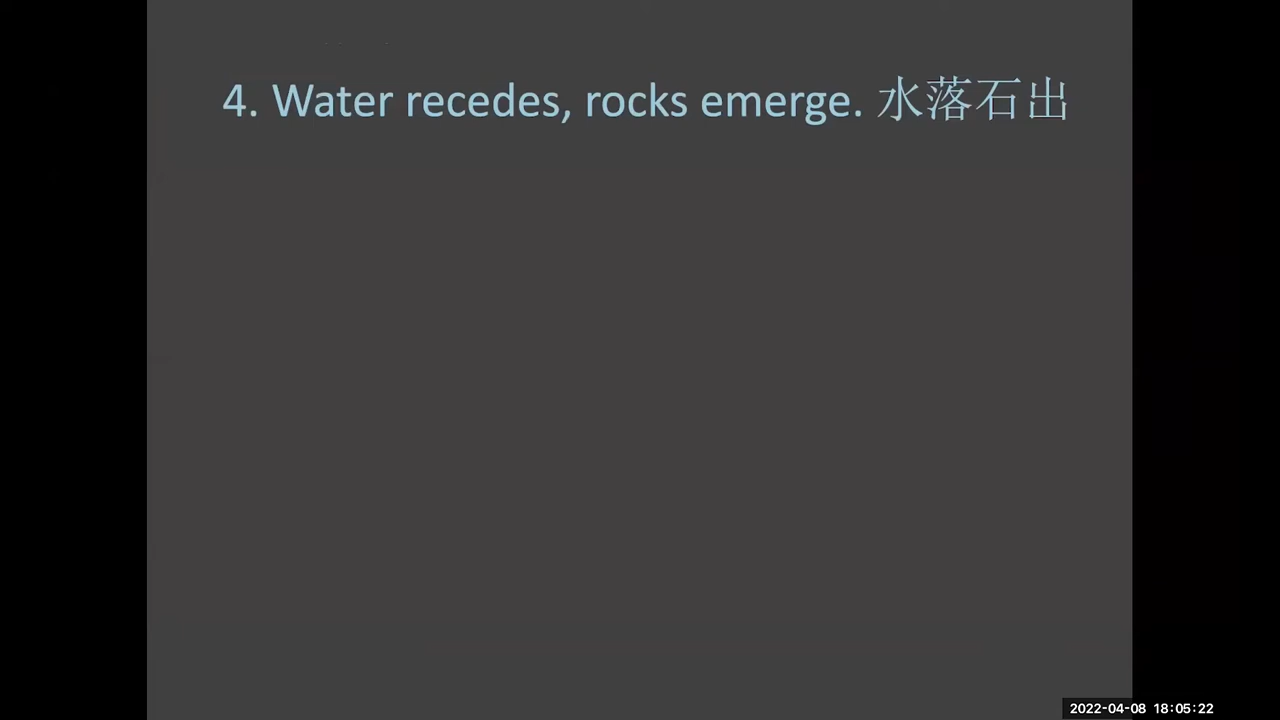 4. Water recedes, rocks emerge. 水落石出
2022-04-08 18:05:22